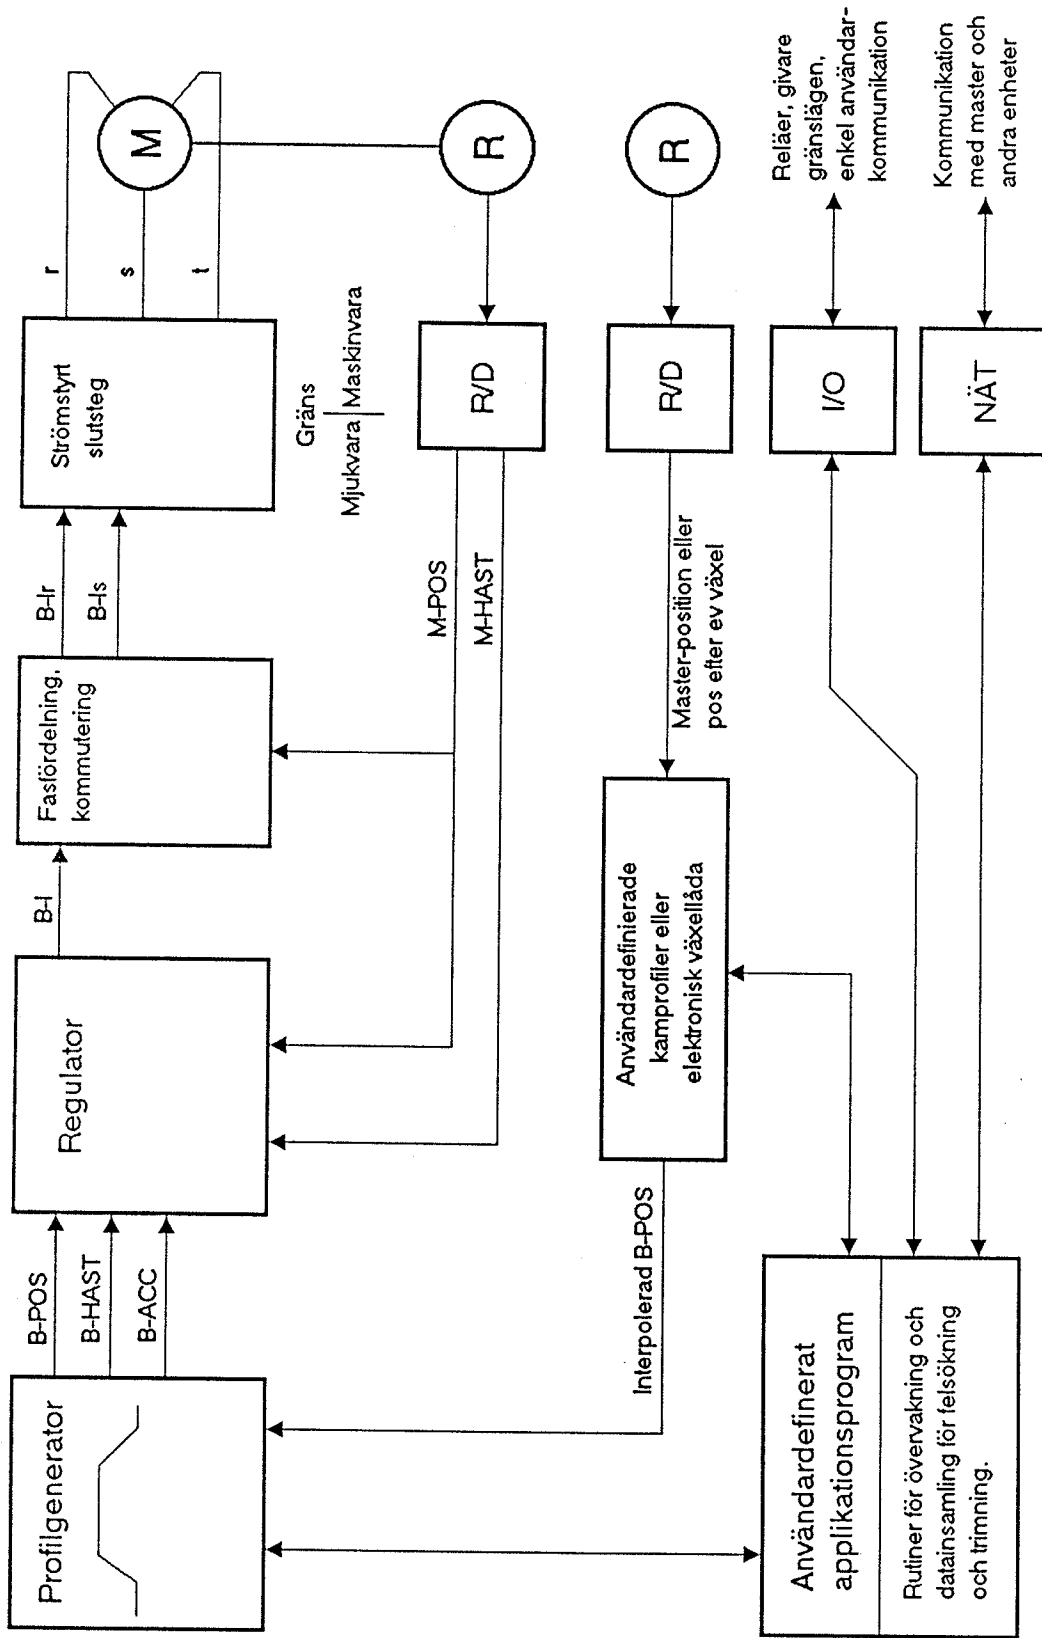 Profilgenerator
B-POS
B-HAST
B-ACC
Regulator
B-I
Fasfördelning,
kommutering
B-Ir
B-Is
Strömstyrt
slutsteg
r
s
t
M
Gräns
Mjukvara
Maskinvara
M-POS
M-HAST
R/D
R
Interpolerad B-POS
Användardefinierade
kamprofiler eller
elektronisk växellåda
Master-position eller
pos efter ev växel
R/D
R
Användardefinerat
applikationsprogram
Rutiner för övervakning och
datainsamling för felsökning
och trimning.
I/O
Reläer, givare
gränslägen,
enkel användar-
kommunikation
NÄT
Kommunikation
med master och
andra enheter